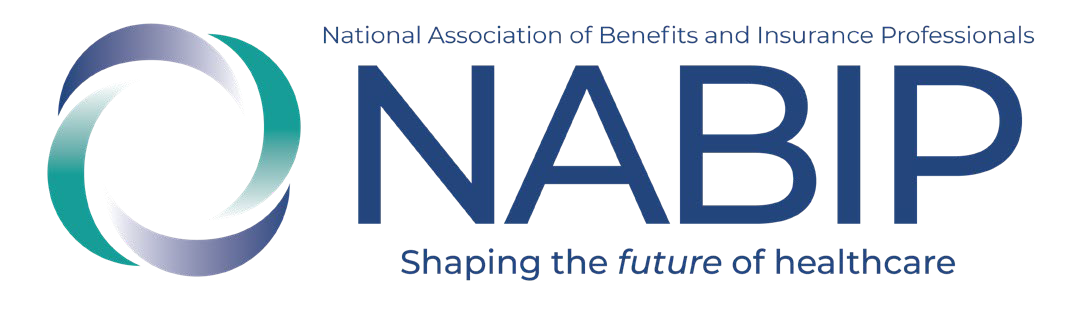 National Association of Benefits and Insurance Professionals
NABIP
Shaping the future of healthcare